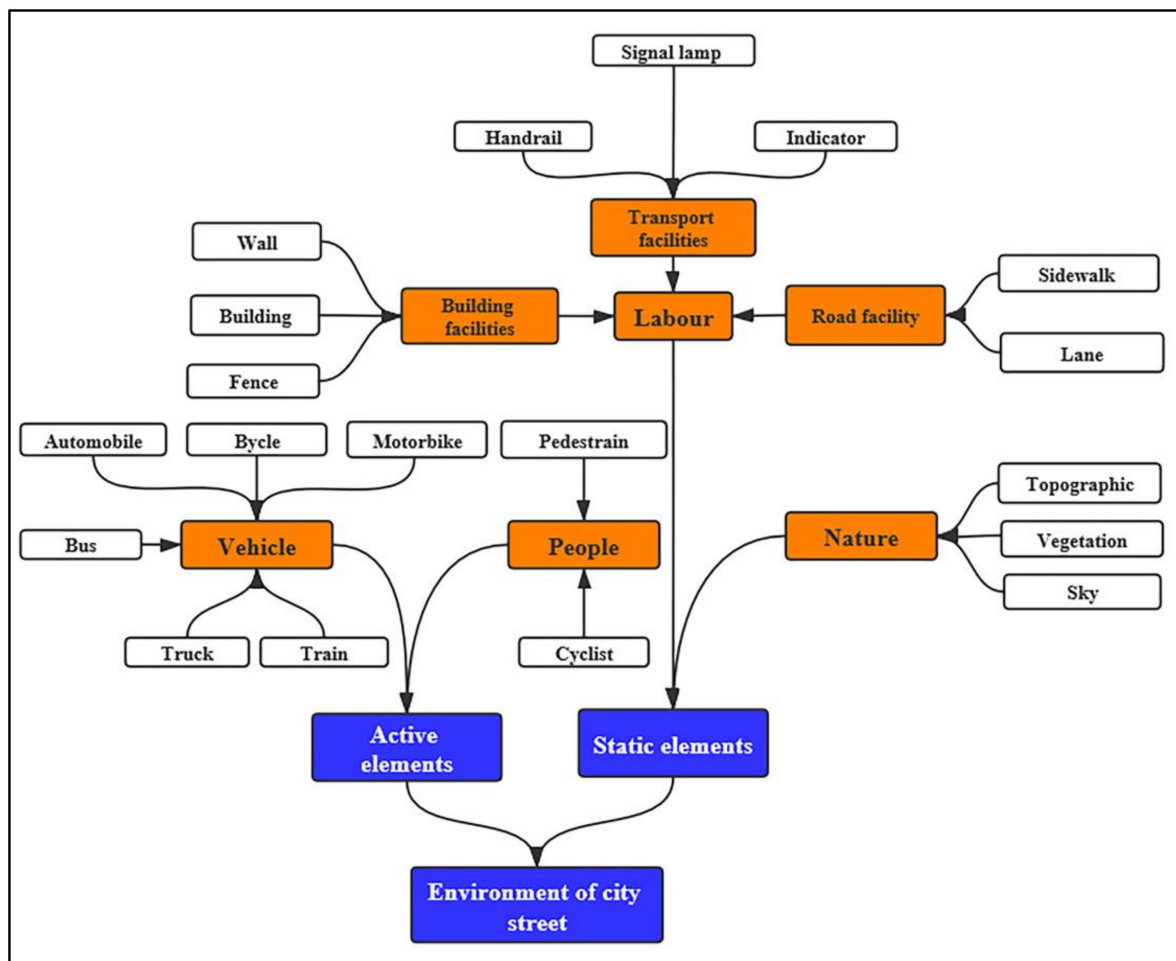 Signal lamp
Handrail
Indicator
Transport
facilities
Wall
Building
Fence
Building
facilities
Labour
Road facility
Sidewalk
Lane
Automobile
Bycle
Motorbike
Pedestrain
Bus
Vehicle
People
Nature
Topographic
Vegetation
Sky
Truck
Train
Cyclist
Active
elements
Static elements
Environment of city
street